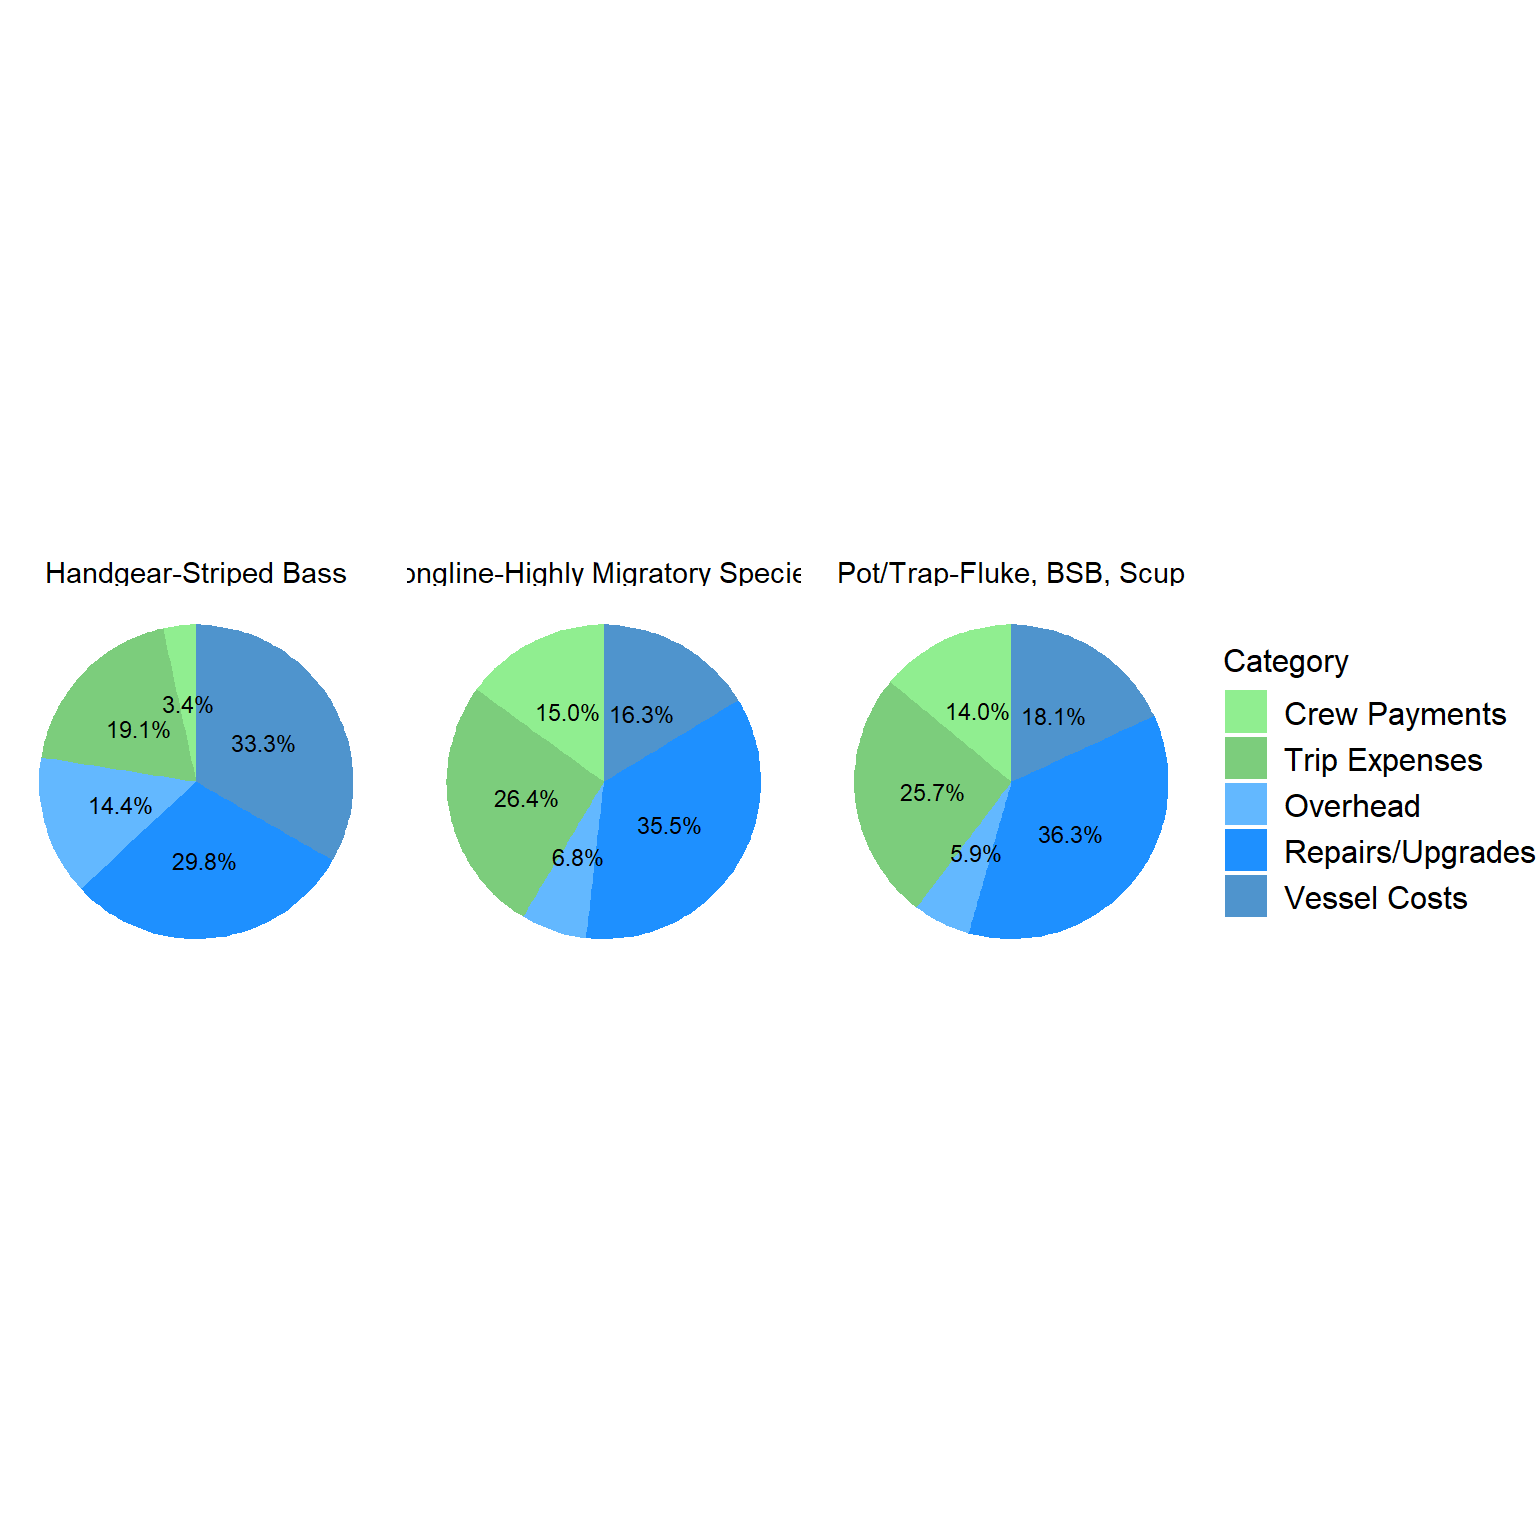 Handgear-Striped Bass
ongline-Highly Migratory Specie
Pot/Trap-Fluke, BSB, Scup
3.4%
19.1%
33.3%
14.4%
29.8%
15.0%
16.3%
26.4%
35.5%
6.8%
14.0%
18.1%
25.7%
36.3%
5.9%
Category
Crew Payments
Trip Expenses
Overhead
Repairs/Upgrades
Vessel Costs